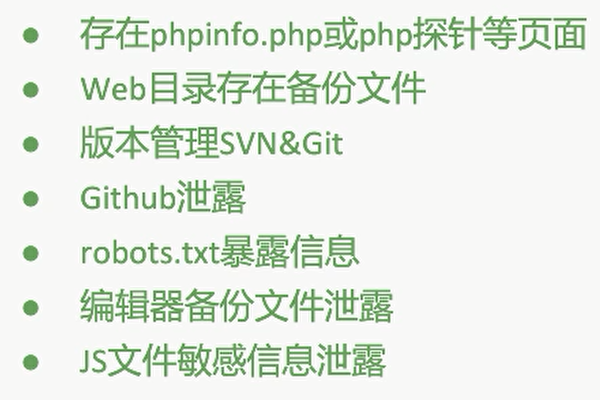 • 存在phpinfo.php或php探针等页面
• Web目录存在备份文件
• 版本管理SVN&Git
• Github泄露
• robots.txt暴露信息
• 编辑器备份文件泄露
• JS文件敏感信息泄露